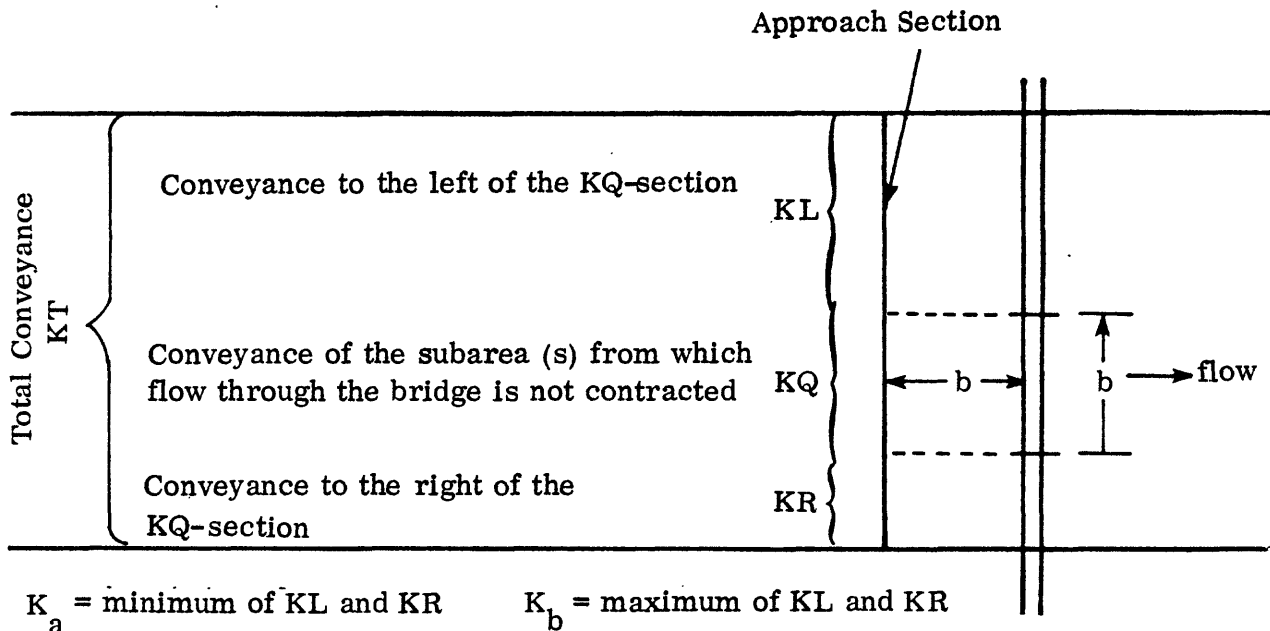 Approach Section
Total Conveyance
KT
Conveyance to the left of the KQ-section
KL
Conveyance of the subarea (s) from which
flow through the bridge is not contracted
KQ
b
b
flow
Conveyance to the right of the
KQ-section
KR
K_a = minimum of KL and KR
K_b = maximum of KL and KR